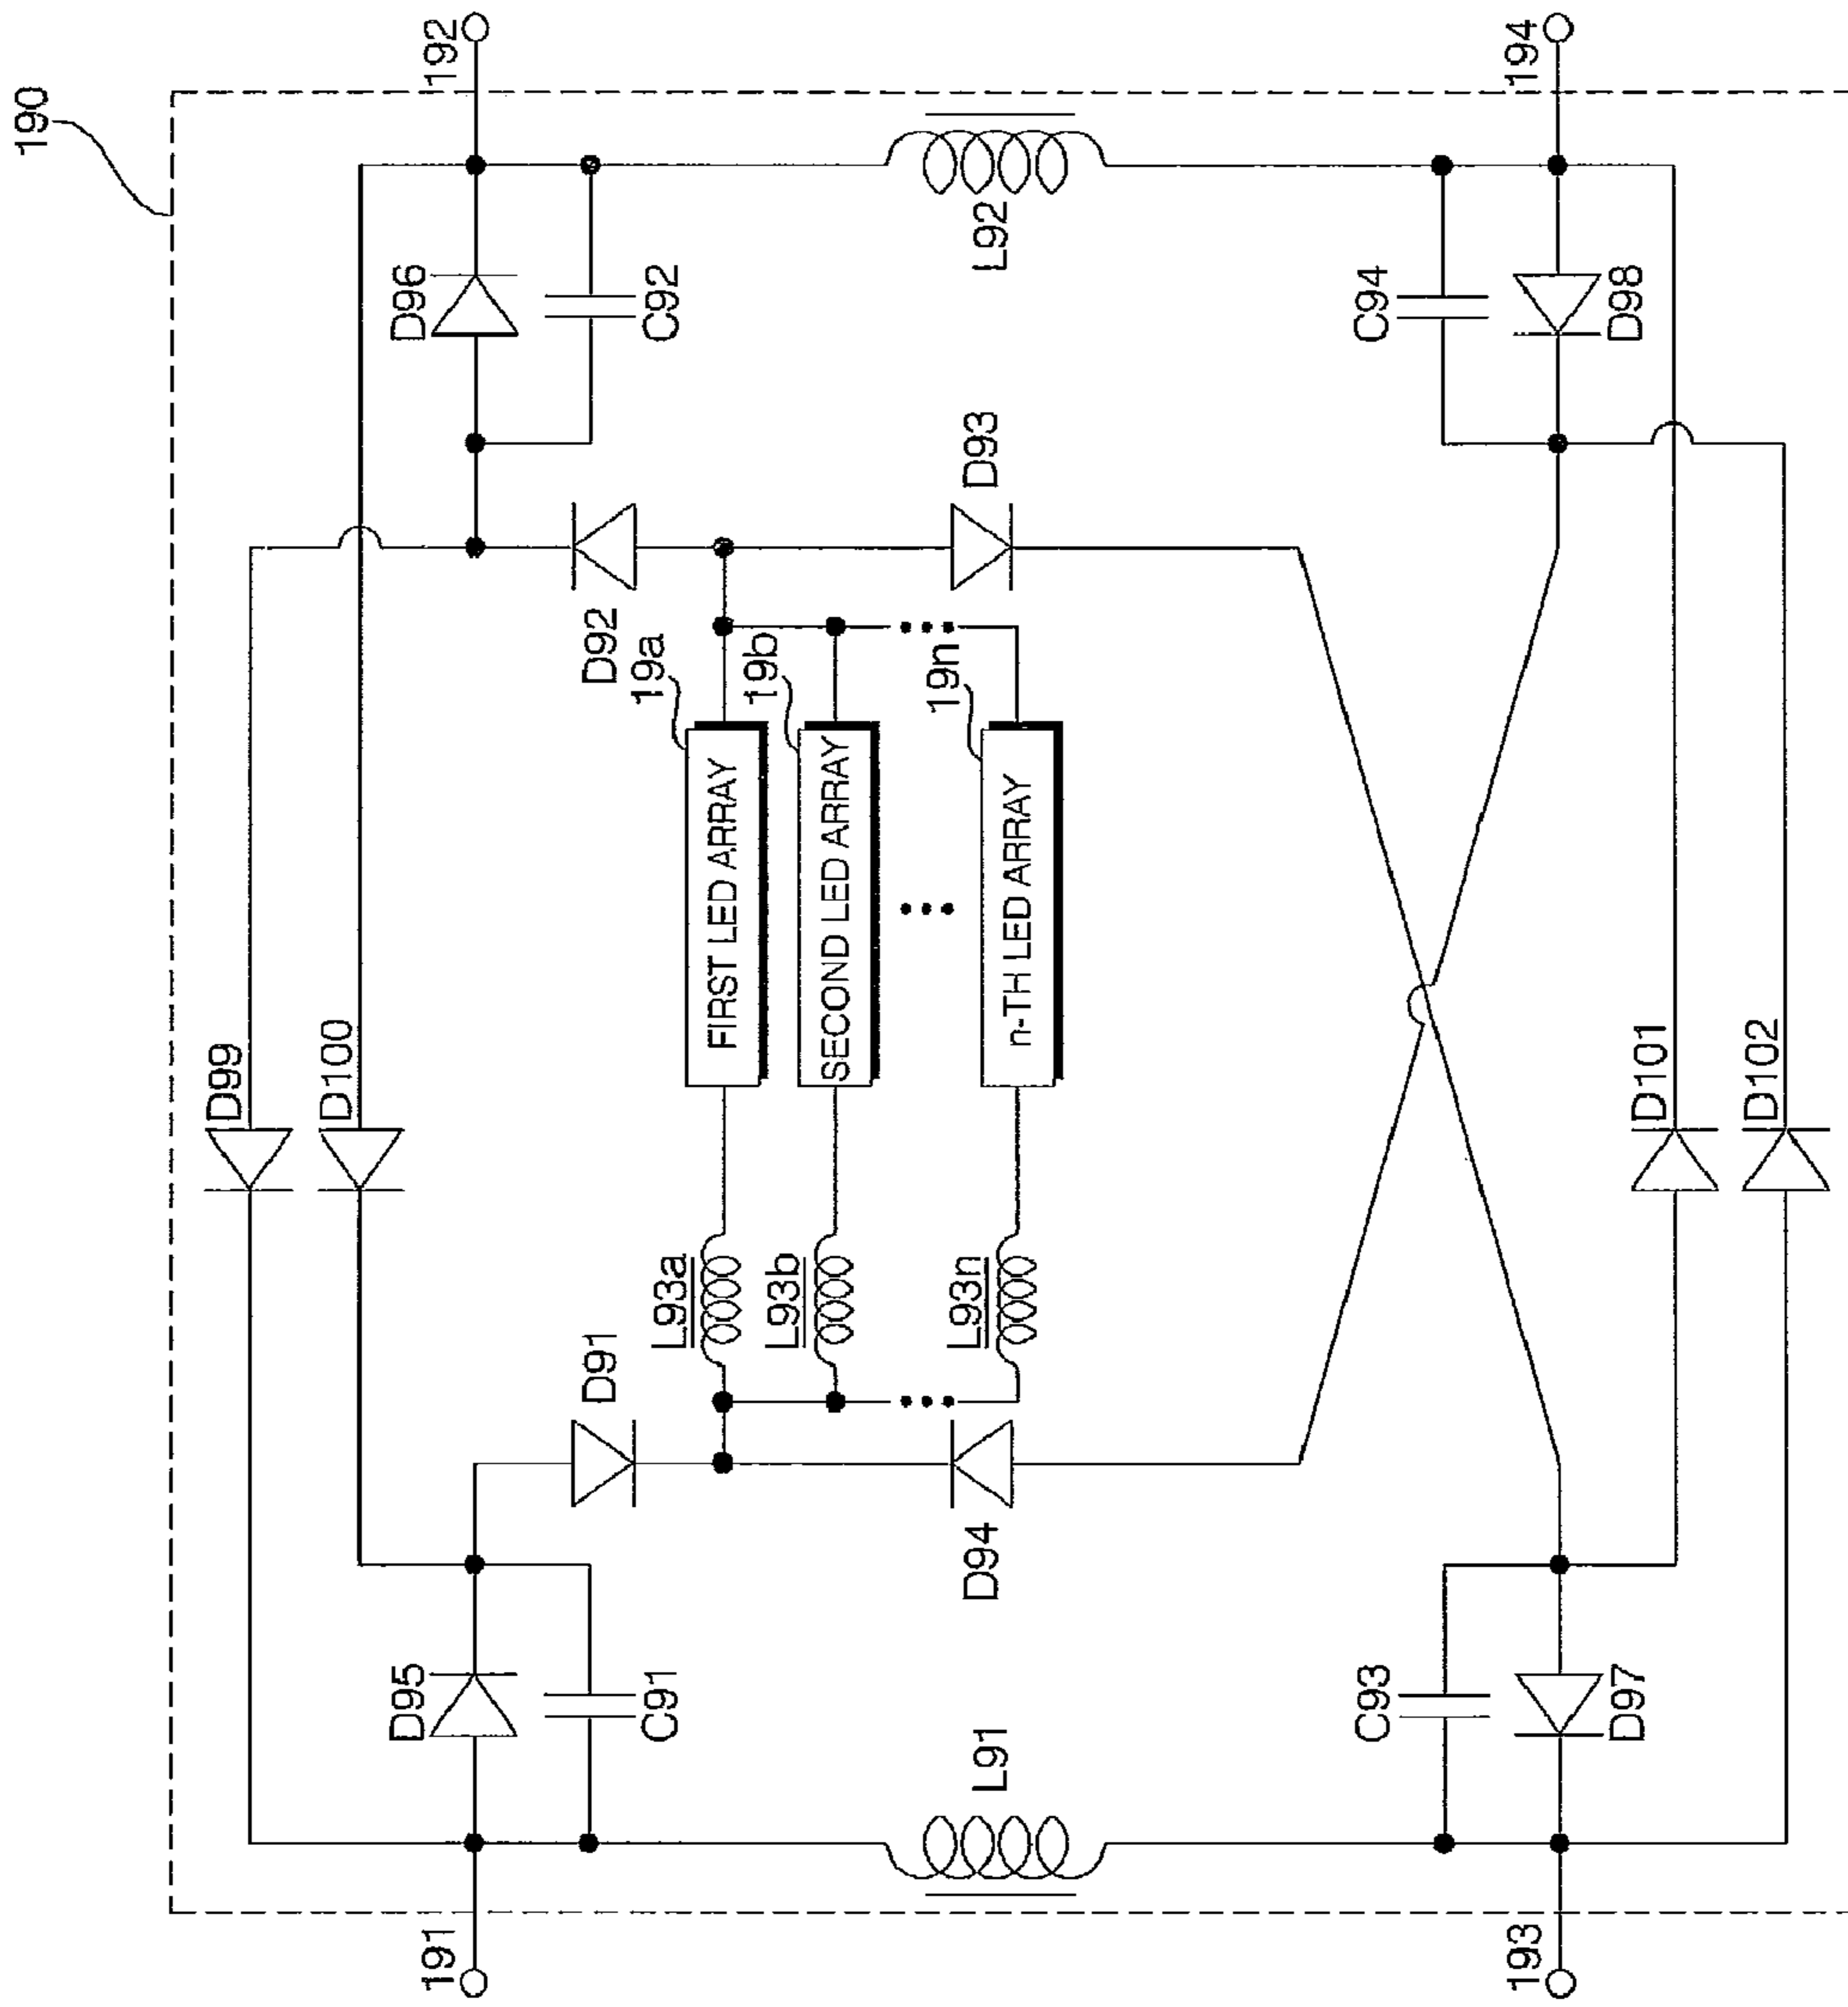 190
191
192
193
194
D99
D100
D95
C91
D96
C92
D91
D92
19a
L93a
FIRST LED ARRAY
19b
L93b
SECOND LED ARRAY
19n
L93n
n-TH LED ARRAY
D94
D93
L91
L92
C93
D97
C94
D98
D101
D102